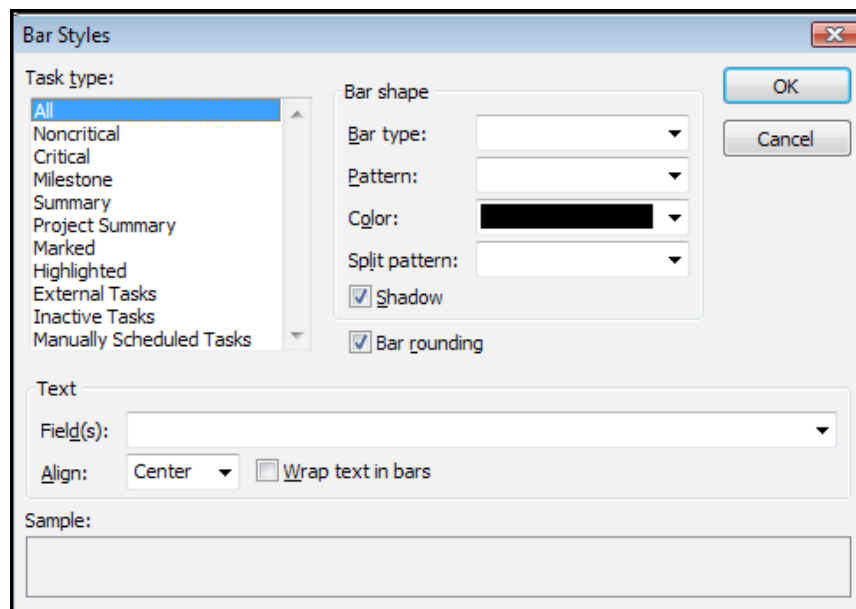 Bar Styles
Task type:
All
Noncritical
Critical
Milestone
Summary
Project Summary
Marked
Highlighted
External Tasks
Inactive Tasks
Manually Scheduled Tasks
Bar shape
Bar type:
Pattern:
Color:
Split pattern:
Shadow
Bar rounding
OK
Cancel
Text
Field(s):
Align: Center Wrap text in bars
Sample: